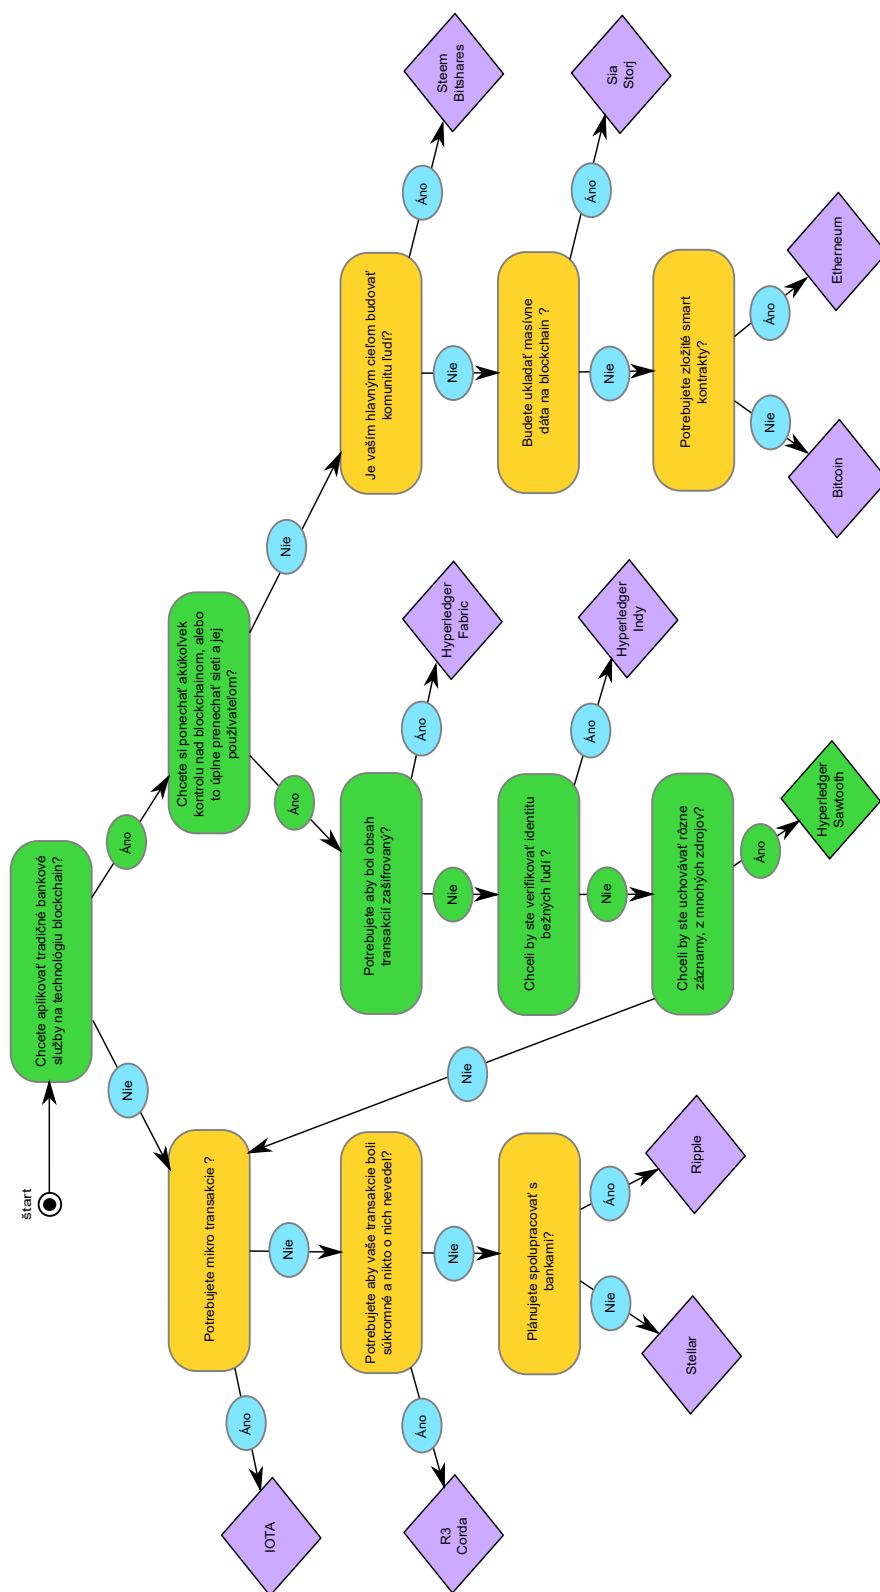 štart
Chcete aplikovať tradičné bankové
služby na technológiu blockchain?
Nie
Áno
Potrebujete mikro transakcie ?
Chcete si ponechať akúkoľvek
kontrolu nad blockchainom, alebo
to úplne prenechať sieti a jej
používateľom?
Áno
Nie
Áno
Nie
IOTA
Potrebujete aby vaše transakcie boli
súkromné a nikto o nich nevedel?
Potrebujete aby bol obsah
transakcií zašifrovaný?
Je vaším hlavným cieľom budovať
komunitu ľudí?
Áno
Nie
Nie
Áno
Nie
Áno
R3
Corda
Hyperledger
Fabric
Steem
Bitshares
Plánujete spolupracovať s
bankami?
Chceli by ste verifikovať identitu
bežných ľudí ?
Budete ukladať masívne
dáta na blockchain ?
Nie
Áno
Nie
Áno
Nie
Áno
Hyperledger
Indy
Sia
Storj
Stellar
Ripple
Chceli by ste uchovávať rôzne
záznamy, z mnohých zdrojov?
Potrebujete zložité smart
kontrakty?
Nie
Áno
Nie
Áno
Hyperledger
Sawtooth
Bitcoin
Etherneum